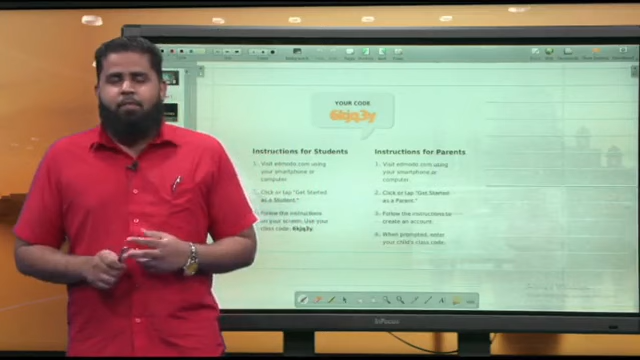 YOUR CODE
6lqq3y
Instructions for Students
1. Visit edmodo.com using
your smartphone or
computer.
2. Click or tap "Get Started
as a Student."
3. Follow the instructions
on your screen. Use your
class code: 6lqq3y.
Instructions for Parents
1. Visit edmodo.com using
your smartphone or
computer.
2. Click or tap "Get Started
as a Parent."
3. Follow the instructions to
create an account.
4. When prompted, enter
your child's class code.